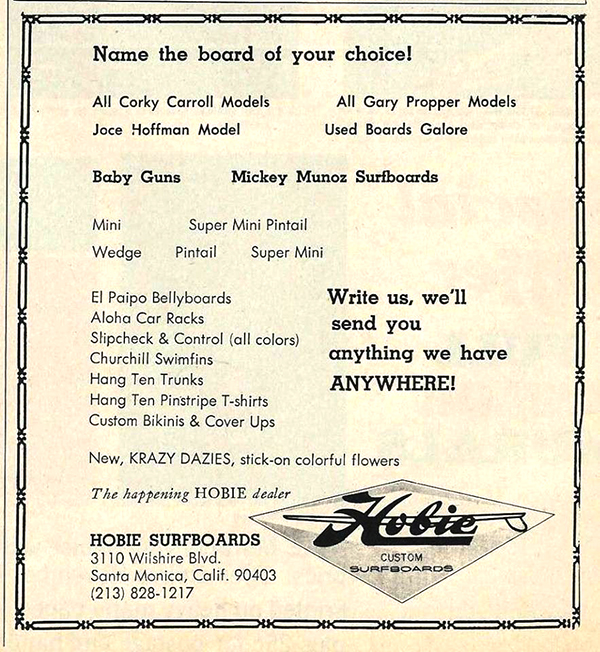 Name the board of your choice!
All Corky Carroll Models All Gary Propper Models
Joce Hoffman Model Used Boards Galore
Baby Guns Mickey Munoz Surfboards
Mini Super Mini Pintail
Wedge Pintail Super Mini
El Paipo Bellyboards
Aloha Car Racks
Slipcheck & Control (all colors)
Churchill Swimfins
Hang Ten Trunks
Hang Ten Pinstripe T-shirts
Custom Bikinis & Cover Ups
Write us, we'll
send you
anything we have
ANYWHERE!
New, KRAZY DAZIES, stick-on colorful flowers
The happening HOBIE dealer
HOBIE SURFBOARDS
3110 Wilshire Blvd.
Santa Monica, Calif. 90403
(213) 828-1217
Hobie
CUSTOM
SURFBOARDS